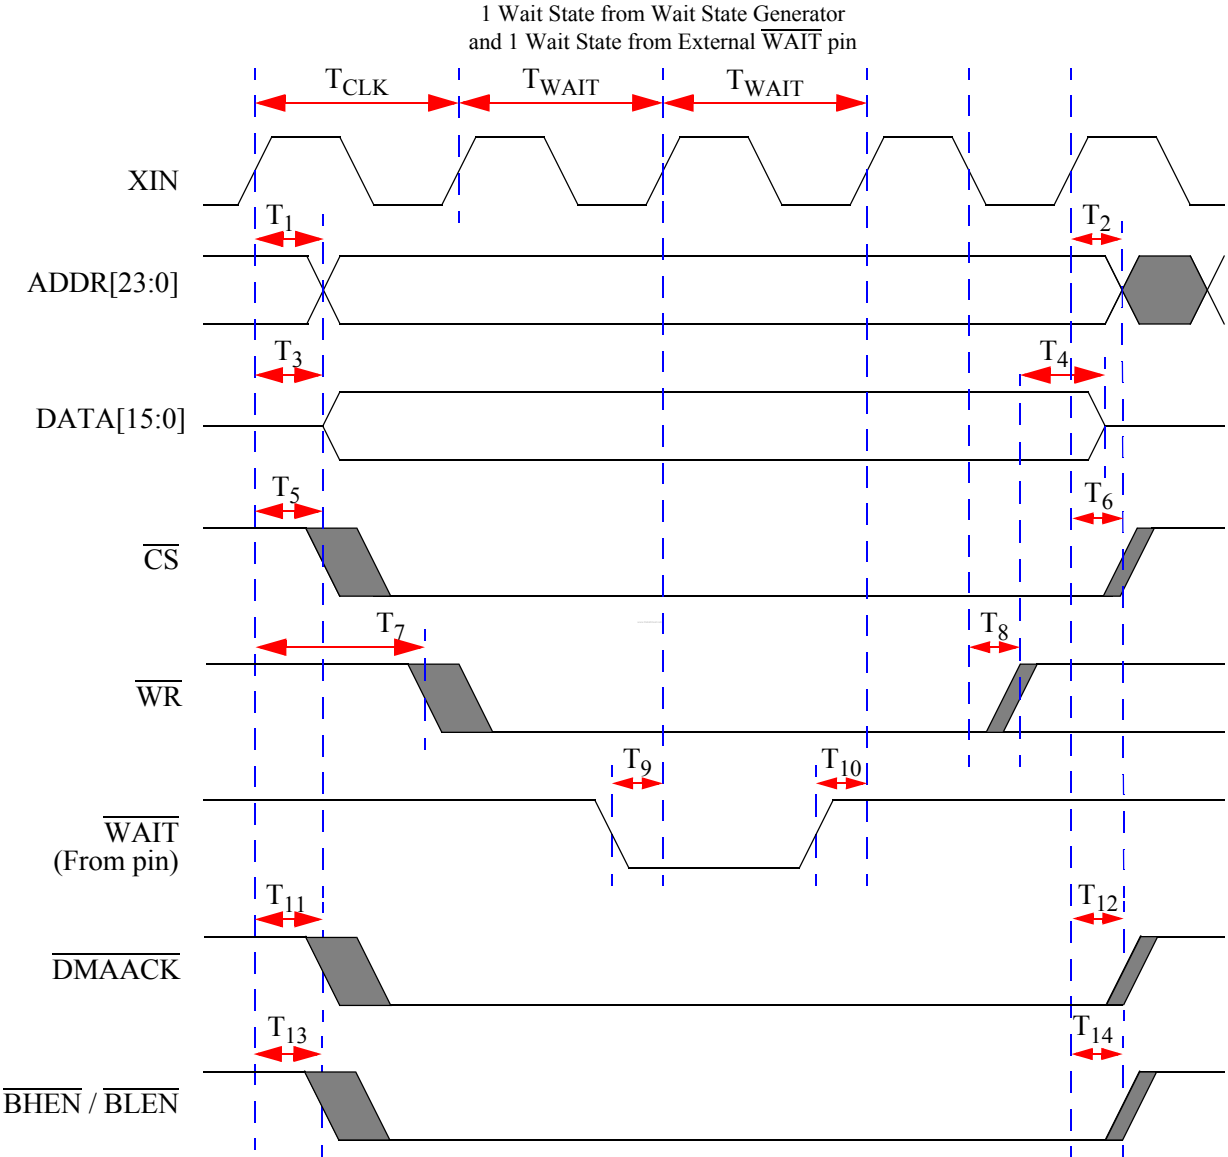 1 Wait State from Wait State Generator
and 1 Wait State from External WAIT pin
TCLK TWAIT TWAIT
XIN
T1 T2
ADDR[23:0]
T3 T4
DATA[15:0]
T5 T6
CS
T7 T8
WR
T9 T10
WAIT
(From pin)
T11 T12
DMAACK
T13 T14
BHEN / BLEN